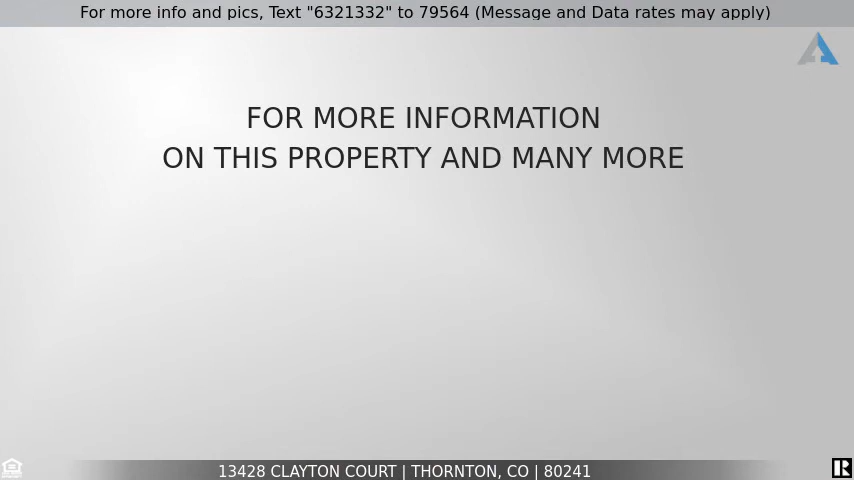 For more info and pics, Text "6321332" to 79564 (Message and Data rates may apply)
FOR MORE INFORMATION
ON THIS PROPERTY AND MANY MORE
13428 CLAYTON COURT | THORNTON, CO | 80241